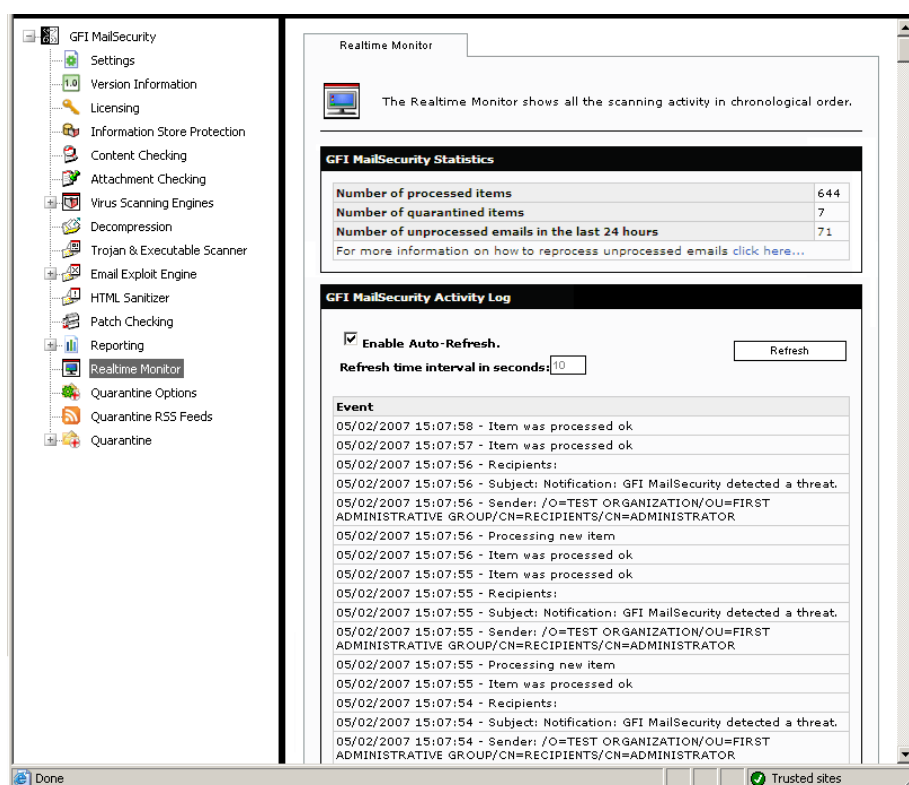 GFI MailSecurity
Settings
1.0
Version Information
Licensing
Information Store Protection
Content Checking
Attachment Checking
Virus Scanning Engines
Decompression
Trojan & Executable Scanner
Email Exploit Engine
HTML Sanitizer
Patch Checking
Reporting
Realtime Monitor
Quarantine Options
Quarantine RSS Feeds
Quarantine
Realtime Monitor
The Realtime Monitor shows all the scanning activity in chronological order.
GFI MailSecurity Statistics
Number of processed items 644
Number of quarantined items 7
Number of unprocessed emails in the last 24 hours 71
For more information on how to reprocess unprocessed emails click here...
GFI MailSecurity Activity Log
Enable Auto-Refresh.
Refresh
Refresh time interval in seconds: 10
Event
05/02/2007 15:07:58 - Item was processed ok
05/02/2007 15:07:57 - Item was processed ok
05/02/2007 15:07:56 - Recipients:
05/02/2007 15:07:56 - Subject: Notification: GFI MailSecurity detected a threat.
05/02/2007 15:07:56 - Sender: /O=TEST ORGANIZATION/OU=FIRST
ADMINISTRATIVE GROUP/CN=RECIPIENTS/CN=ADMINISTRATOR
05/02/2007 15:07:56 - Processing new item
05/02/2007 15:07:56 - Item was processed ok
05/02/2007 15:07:55 - Item was processed ok
05/02/2007 15:07:55 - Recipients:
05/02/2007 15:07:55 - Subject: Notification: GFI MailSecurity detected a threat.
05/02/2007 15:07:55 - Sender: /O=TEST ORGANIZATION/OU=FIRST
ADMINISTRATIVE GROUP/CN=RECIPIENTS/CN=ADMINISTRATOR
05/02/2007 15:07:55 - Processing new item
05/02/2007 15:07:55 - Item was processed ok
05/02/2007 15:07:54 - Recipients:
05/02/2007 15:07:54 - Subject: Notification: GFI MailSecurity detected a threat.
05/02/2007 15:07:54 - Sender: /O=TEST ORGANIZATION/OU=FIRST
ADMINISTRATIVE GROUP/CN=RECIPIENTS/CN=ADMINISTRATOR
Done
Trusted sites